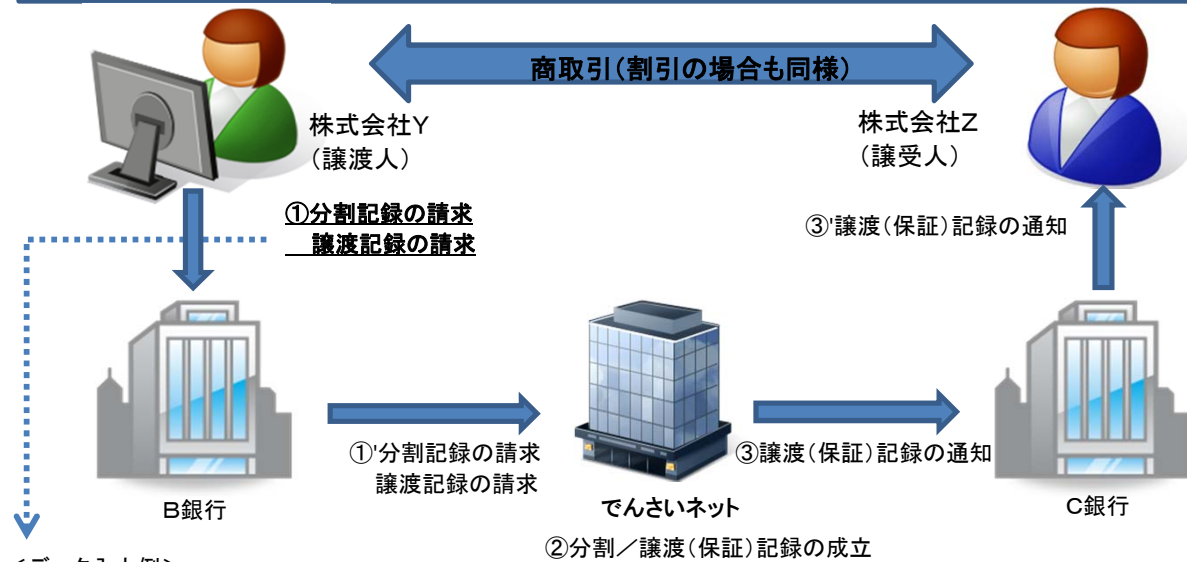 商取引(割引の場合も同様)
株式会社Y
(譲渡人)
株式会社Z
(譲受人)
①分割記録の請求
譲渡記録の請求
③'譲渡(保証)記録の通知
①'分割記録の請求
譲渡記録の請求
③譲渡(保証)記録の通知
B銀行
でんさいネット
C銀行
②分割/譲渡(保証)記録の成立